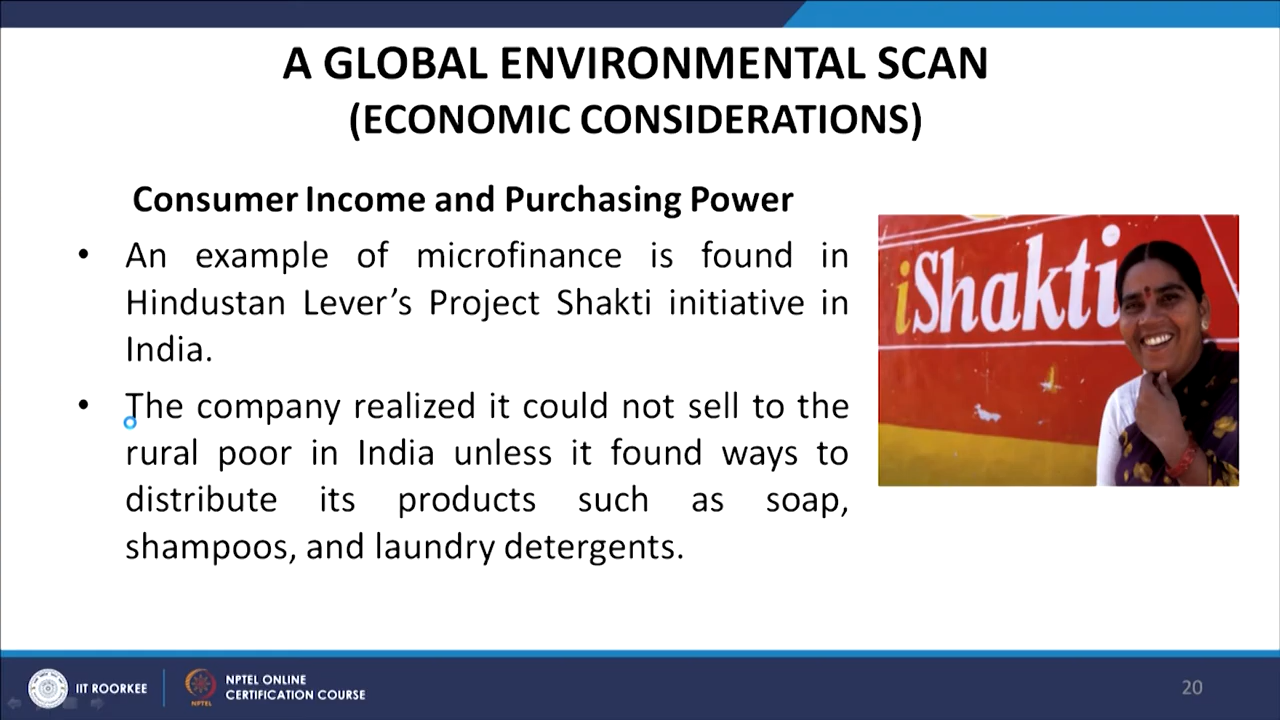 A GLOBAL ENVIRONMENTAL SCAN
(ECONOMIC CONSIDERATIONS)
Consumer Income and Purchasing Power
• An example of microfinance is found in
Hindustan Lever’s Project Shakti initiative in
India.
• The company realized it could not sell to the
rural poor in India unless it found ways to
distribute its products such as soap,
shampoos, and laundry detergents.
iShakti
IIT ROORKEE
NPTEL
NPTEL ONLINE
CERTIFICATION COURSE
20